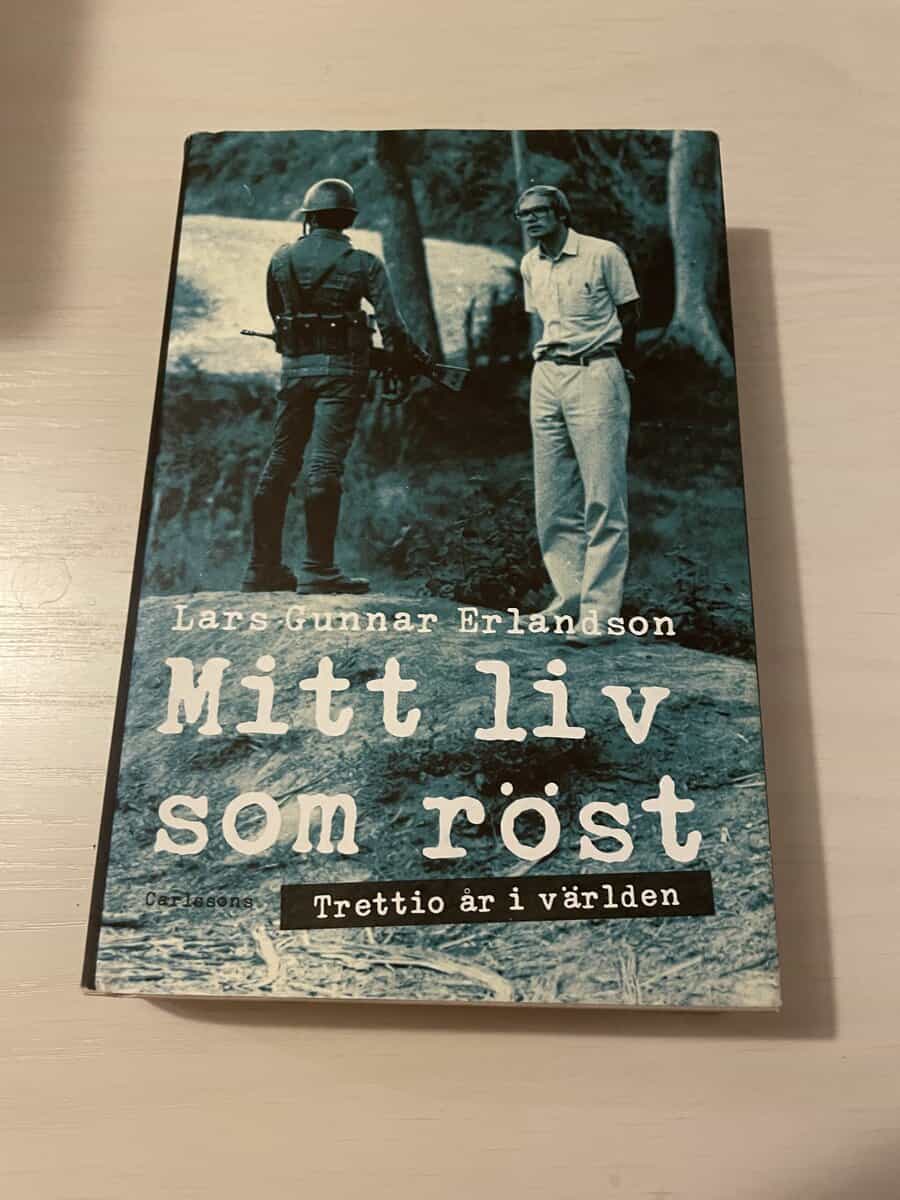 Lars Gunnar Erlandson
Mitt liv
som röst
Carlssons
Trettio år i världen